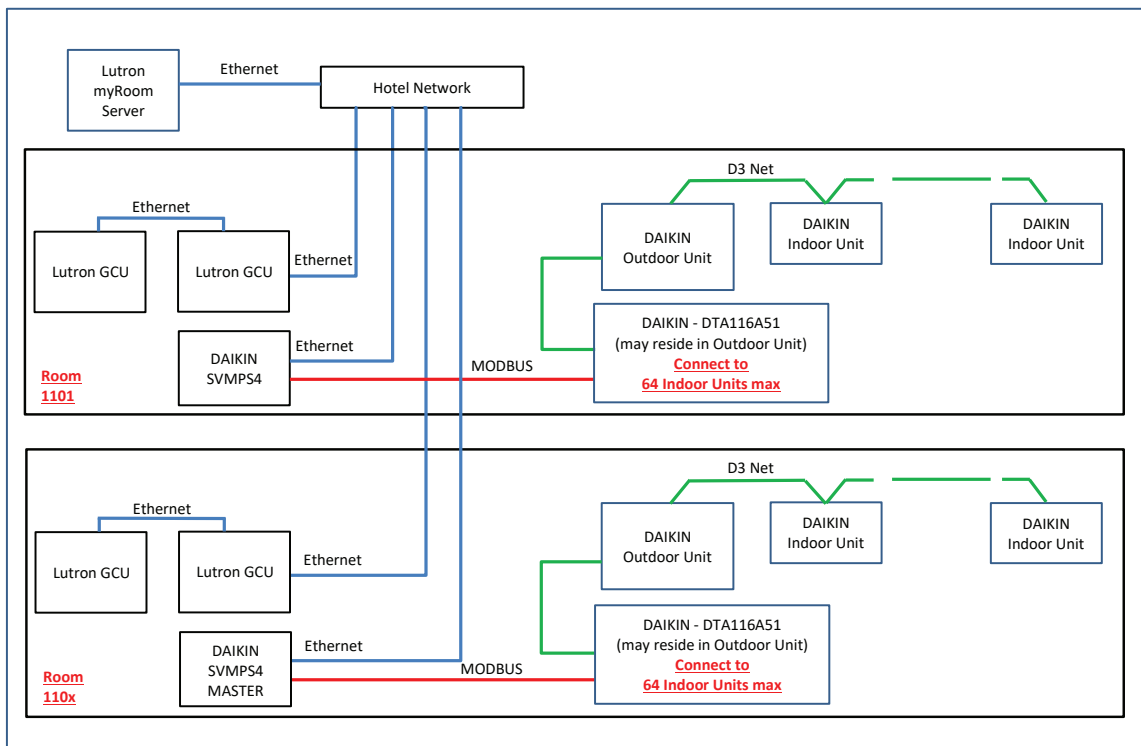 Lutron
myRoom
Server
Ethernet
Hotel Network
D3 Net
Ethernet
Lutron GCU
Lutron GCU
Ethernet
DAIKIN
Outdoor Unit
DAIKIN
Indoor Unit
DAIKIN
Indoor Unit
Room
1101
DAIKIN
SVMPS4
Ethernet
MODBUS
DAIKIN - DTA116A51
(may reside in Outdoor Unit)
Connect to
64 Indoor Units max
D3 Net
Ethernet
Lutron GCU
Lutron GCU
Ethernet
DAIKIN
Outdoor Unit
DAIKIN
Indoor Unit
DAIKIN
Indoor Unit
Room
110x
DAIKIN
SVMPS4
MASTER
Ethernet
MODBUS
DAIKIN - DTA116A51
(may reside in Outdoor Unit)
Connect to
64 Indoor Units max